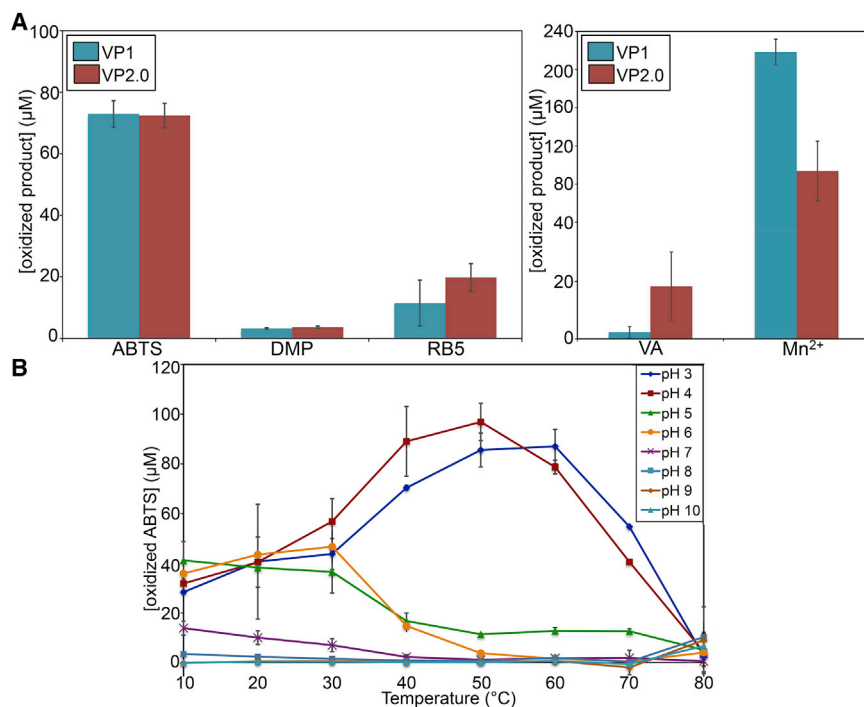 A
[oxidized product] (µM)
100
80
60
40
20
0
VP1
VP2.0
ABTS DMP RB5
[oxidized product] (µM)
240
200
160
120
80
40
20
0
VP1
VP2.0
VA Mn²⁺
B
[oxidized ABTS] (µM)
120
100
80
60
40
20
0
pH 3
pH 4
pH 5
pH 6
pH 7
pH 8
pH 9
pH 10
10 20 30 40 50 60 70 80
Temperature (°C)